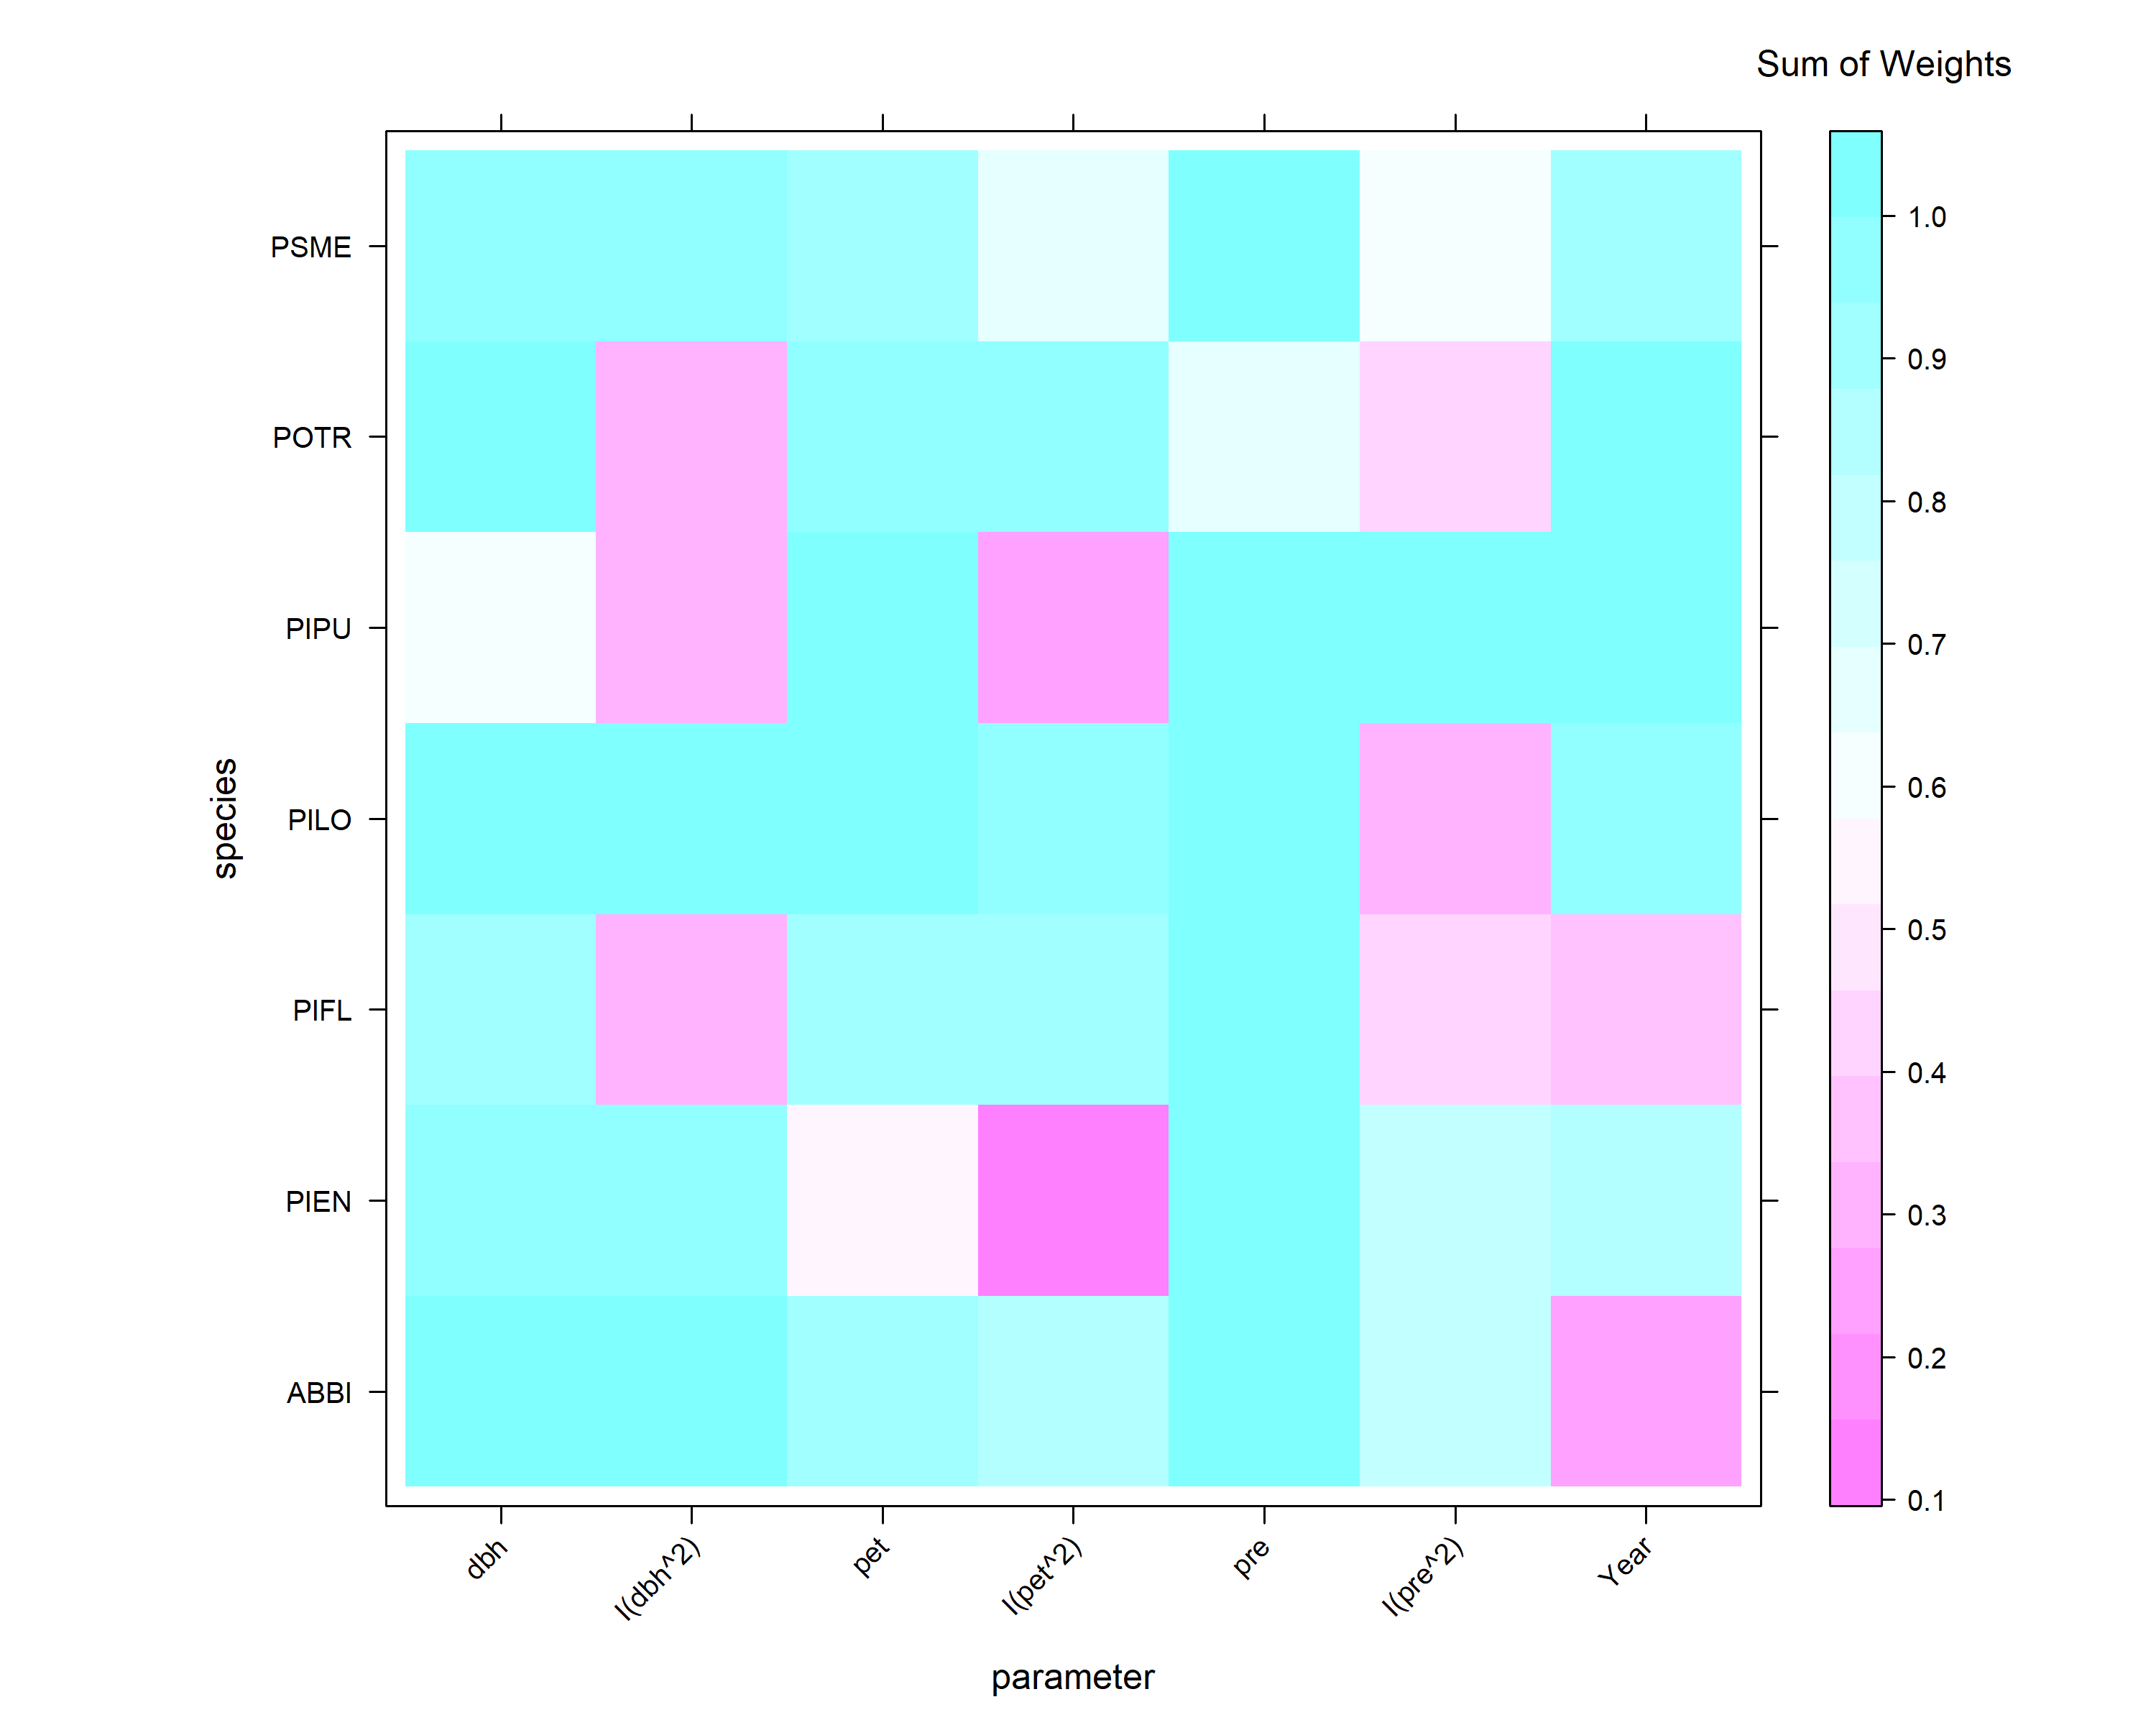 Sum of Weights
PSME
POTR
PIPU
PILO
PIFL
PIEN
ABBI
species
dbh
I(dbh^2)
pet
I(pet^2)
pre
I(pre^2)
Year
parameter
1.0
0.9
0.8
0.7
0.6
0.5
0.4
0.3
0.2
0.1